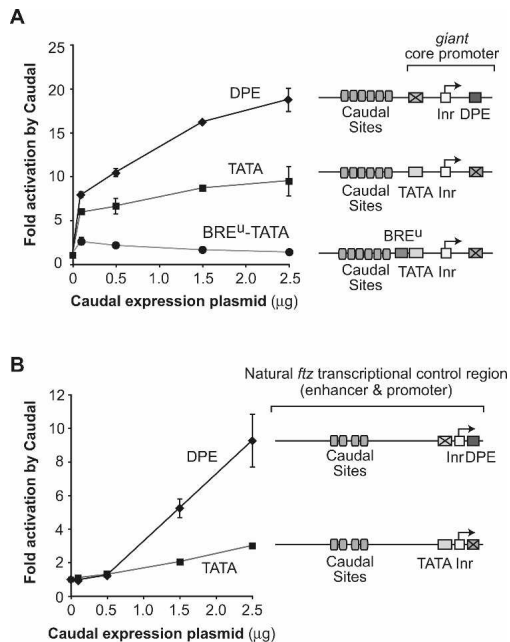 A
giant
core promoter
25
20
15
10
5
0
Fold activation by Caudal
DPE
TATA
BREᵘ-TATA
0 0.5 1.0 1.5 2.0 2.5
Caudal expression plasmid (µg)
Caudal
Sites
Inr DPE
Caudal
Sites
TATA Inr
BREᵘ
Caudal
Sites
TATA Inr
B
Natural ftz transcriptional control region
(enhancer & promoter)
12
10
8
6
4
2
0
Fold activation by Caudal
DPE
TATA
0.0 0.5 1.0 1.5 2.0 2.5
Caudal expression plasmid (µg)
Caudal
Sites
InrDPE
Caudal
Sites
TATA Inr